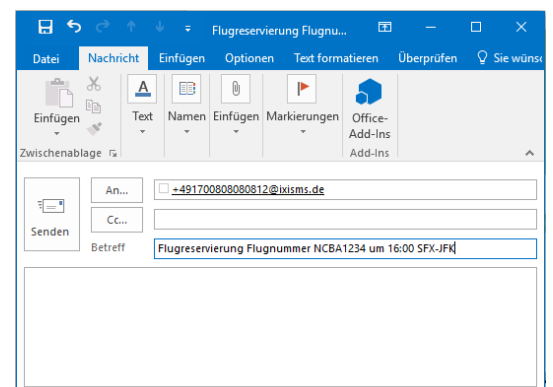 Flugreservierung Flugnu...
Datei Nachricht Einfügen Optionen Text formatieren Überprüfen Sie wünsc
Einfügen Text Namen Einfügen Markierungen Office-
Add-Ins
Zwischenablage Add-Ins
An... +491700808080812@ixisms.de
Cc...
Senden
Betreff Flugreservierung Flugnummer NCBA1234 um 16:00 SFX-JFK